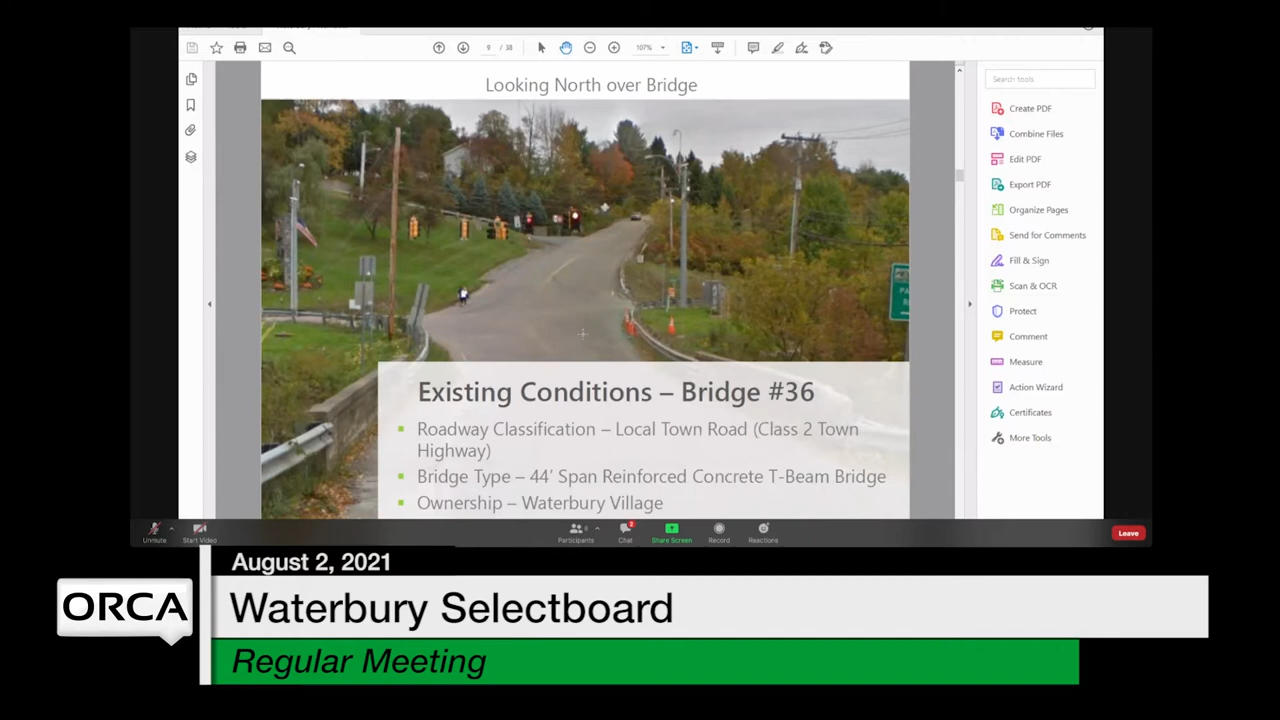 9 / 38
107%
Search tools
Looking North over Bridge
Create PDF
Combine Files
Edit PDF
Export PDF
Organize Pages
Send for Comments
Fill & Sign
Scan & OCR
Protect
Comment
Measure
Action Wizard
Certificates
More Tools
Existing Conditions – Bridge #36
Roadway Classification – Local Town Road (Class 2 Town
Highway)
Bridge Type – 44' Span Reinforced Concrete T-Beam Bridge
Ownership – Waterbury Village
Unmute
Start Video
Participants
Chat
Share Screen
Record
Reactions
Leave
August 2, 2021
ORCA
Waterbury Selectboard
Regular Meeting